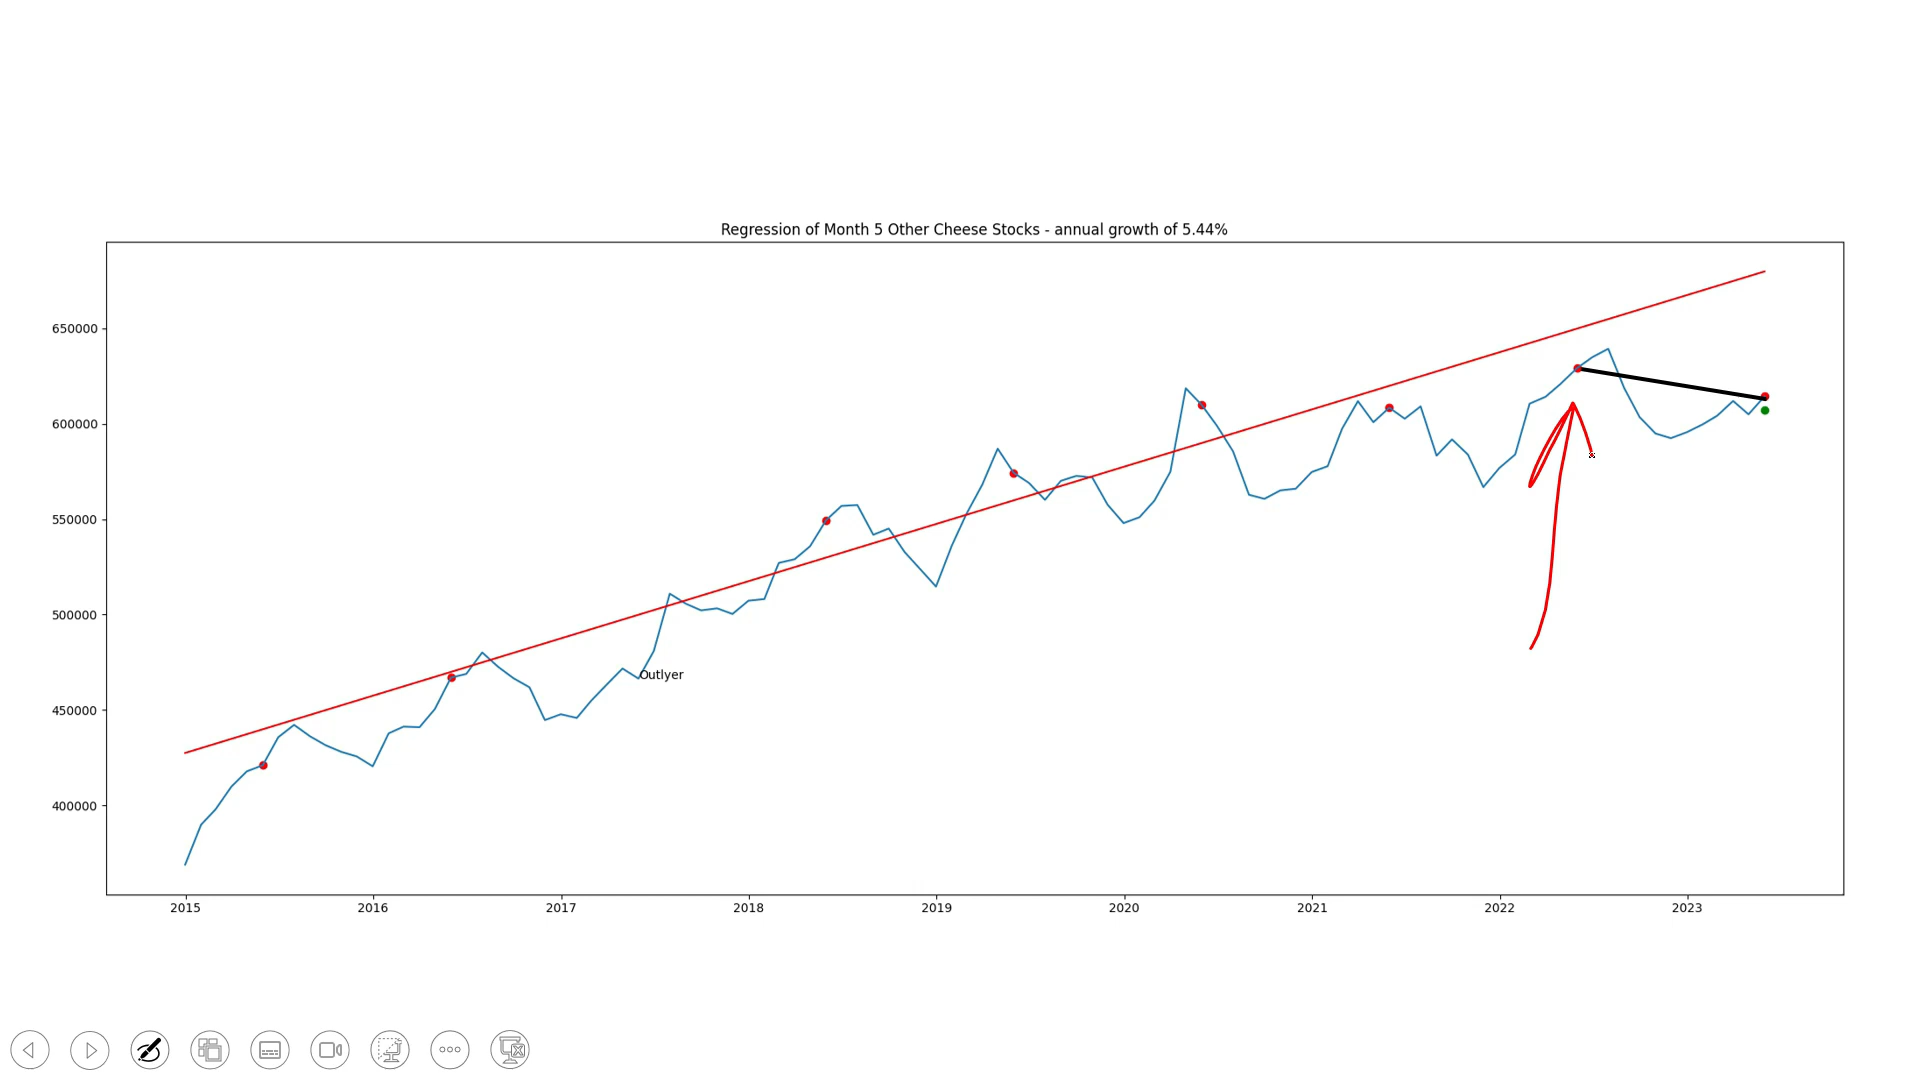 Regression of Month 5 Other Cheese Stocks - annual growth of 5.44%
650000
600000
550000
500000
450000
400000
Outlyer
2015 2016 2017 2018 2019 2020 2021 2022 2023